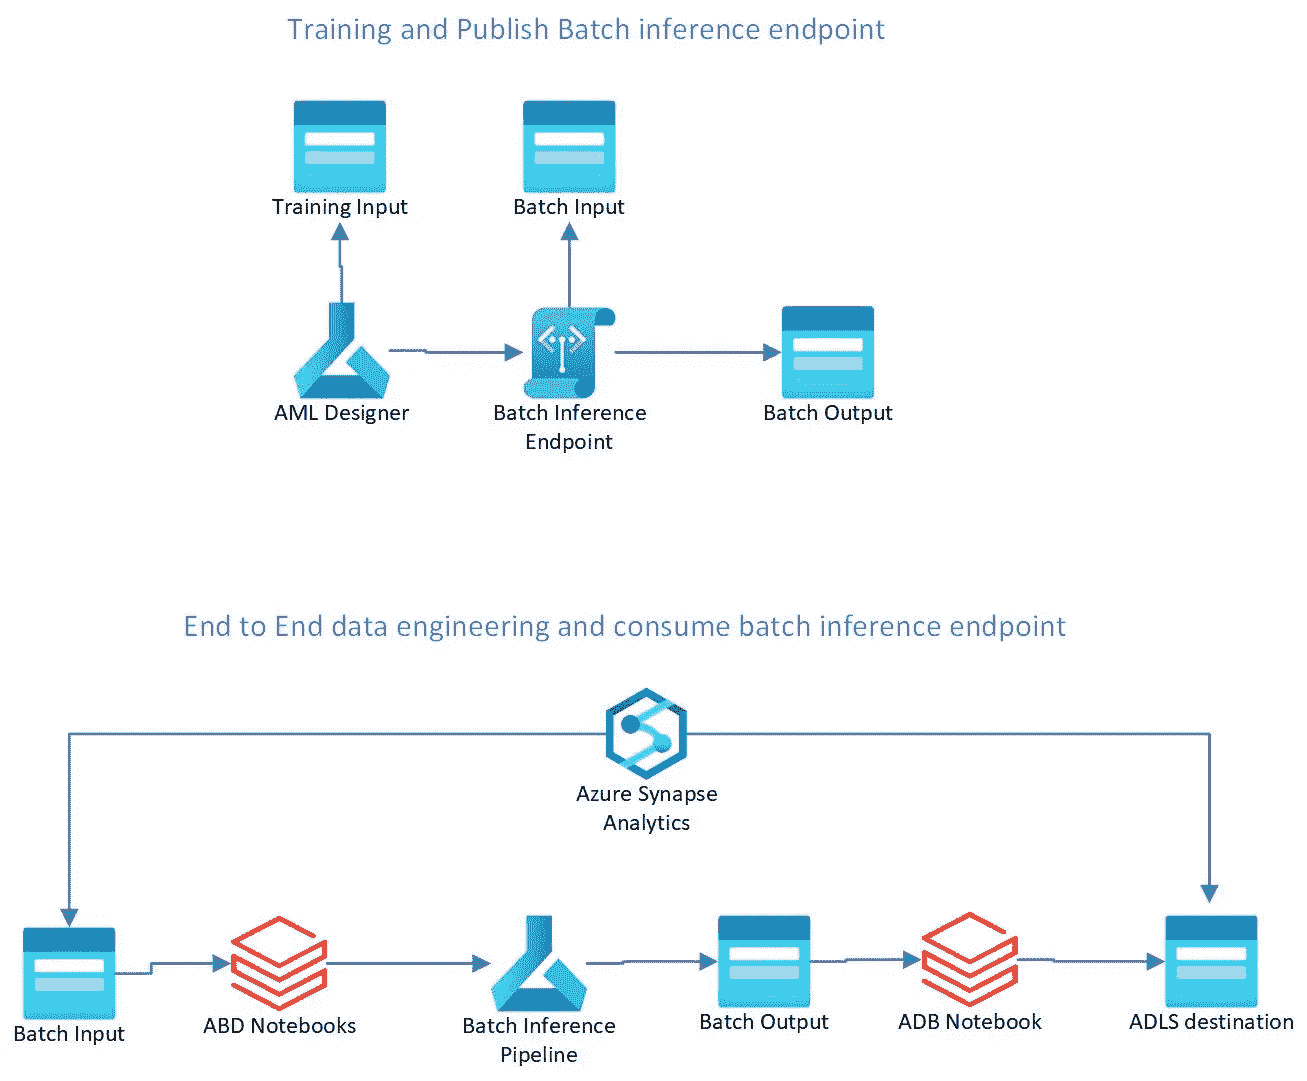 Training and Publish Batch inference endpoint
Training Input
Batch Input
AML Designer
Batch Inference
Endpoint
Batch Output
End to End data engineering and consume batch inference endpoint
Azure Synapse
Analytics
Batch Input
ABD Notebooks
Batch Inference
Pipeline
Batch Output
ADB Notebook
ADLS destination